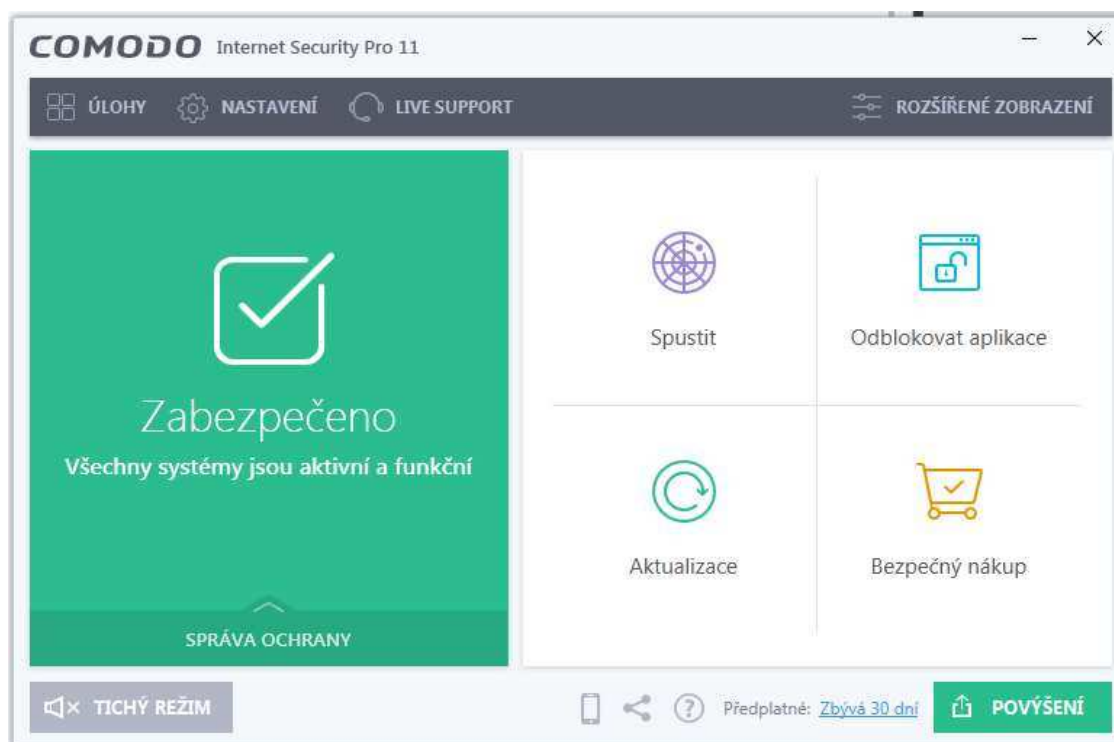 COMODO Internet Security Pro 11
ÚLOHY NASTAVENÍ LIVE SUPPORT ROZŠÍŘENÉ ZOBRAZENÍ
Spustit Odblokovat aplikace
Zabezpečeno
Všechny systémy jsou aktivní a funkční
Aktualizace Bezpečný nákup
SPRÁVA OCHRANY
TICHÝ REŽIM Předplatné: Zbývá 30 dní POVÝŠENÍ